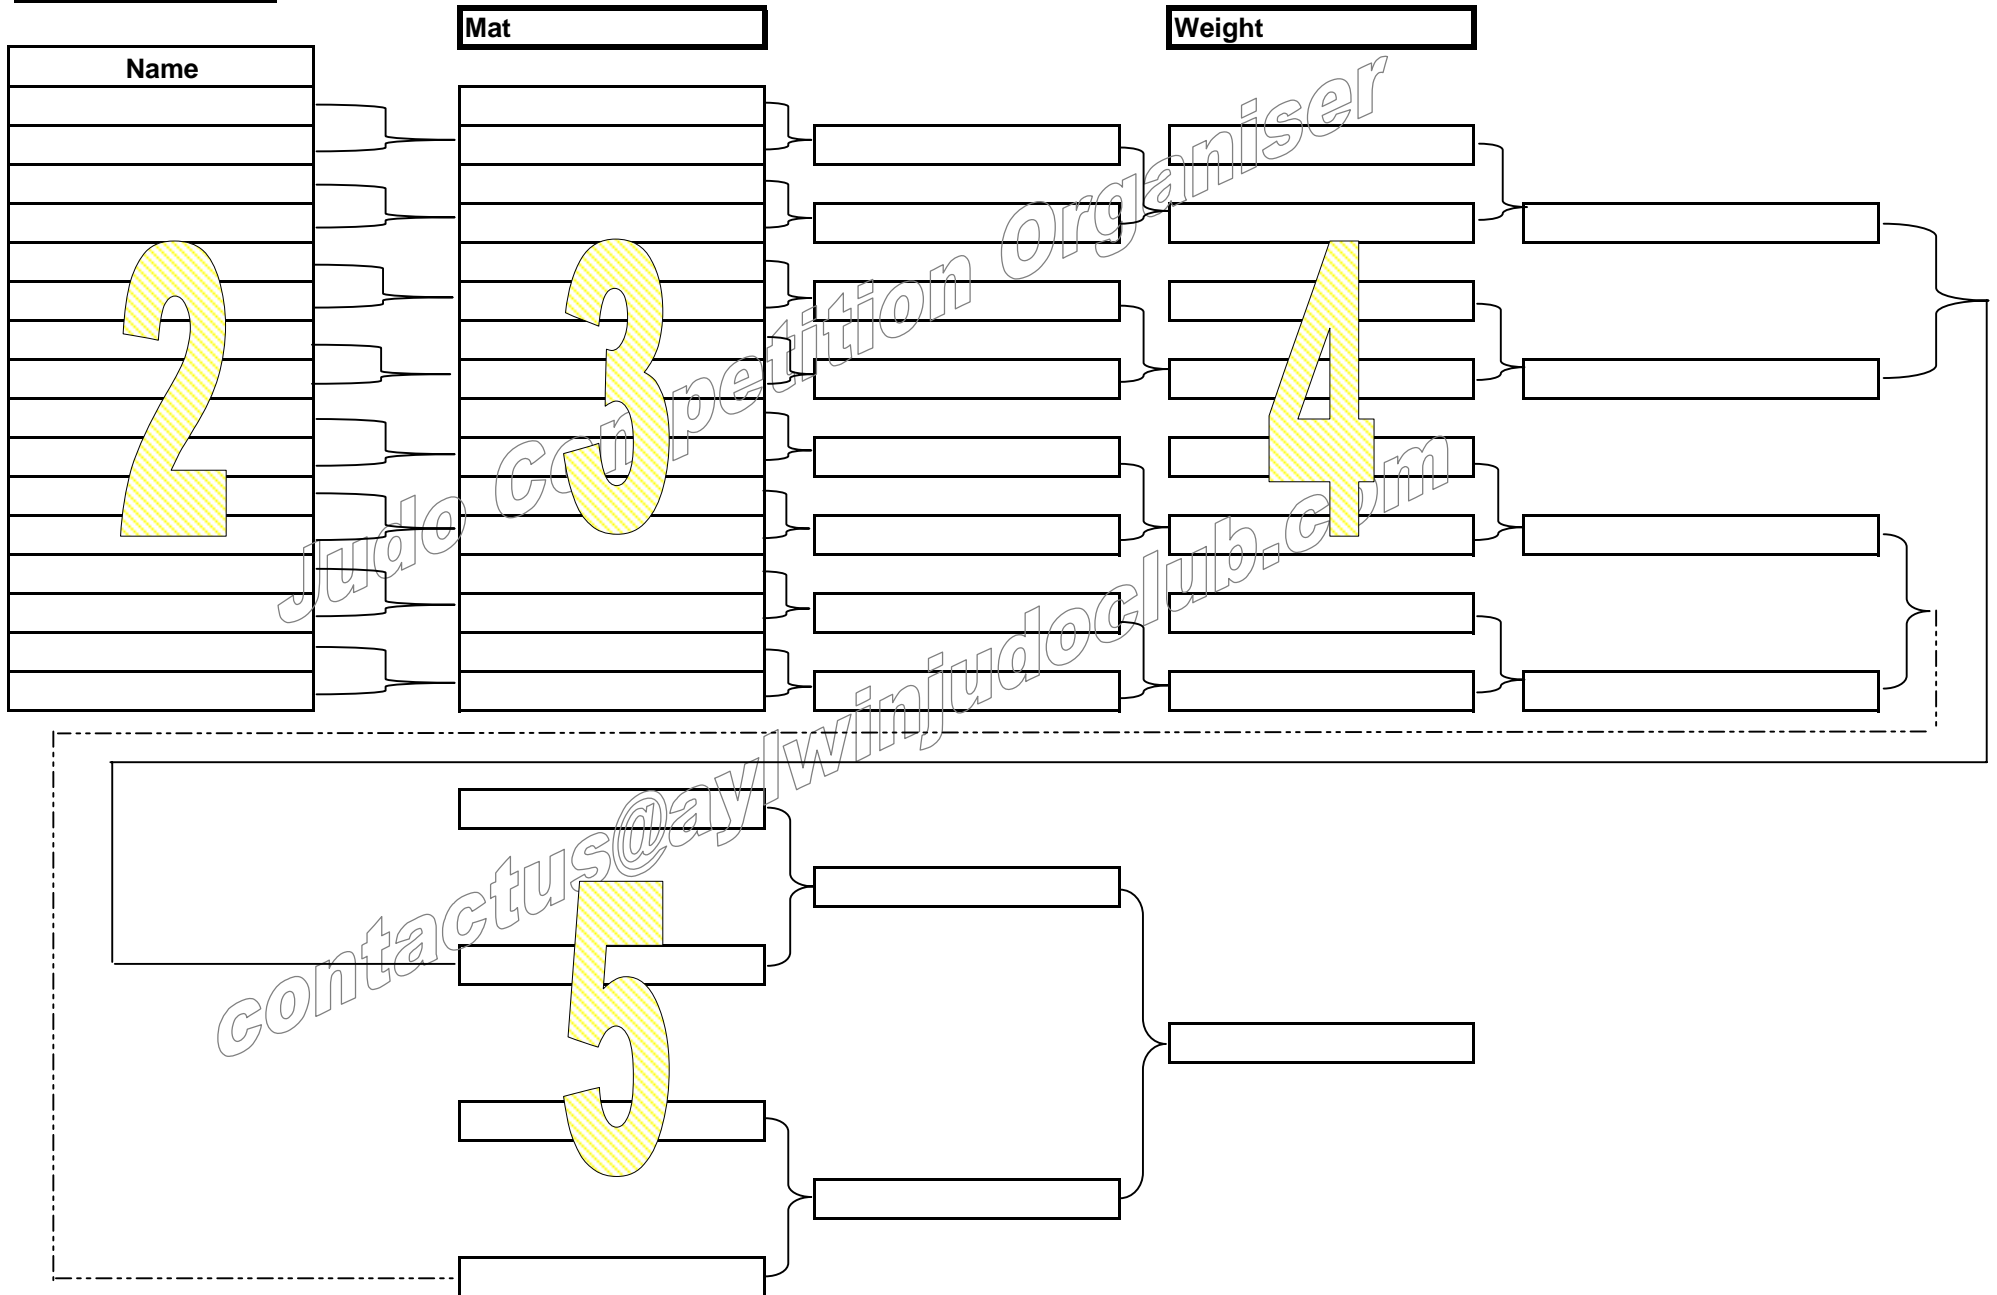 Mat
Weight
Name
2
3
4
Judo Competition Organiser
contactus@aylwinjudoclub.com
5